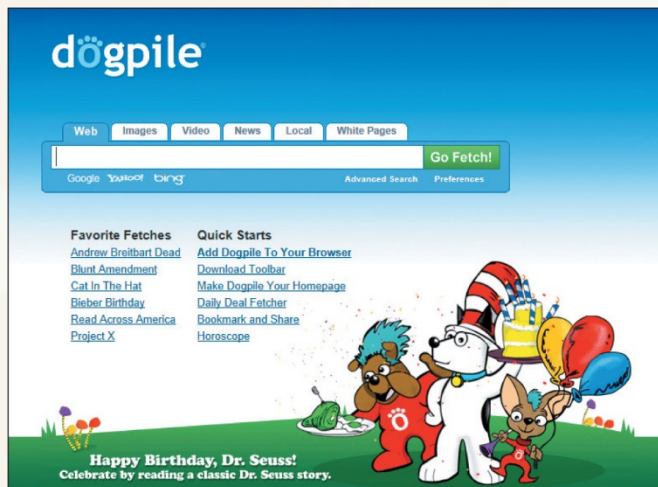 dogpile
Web Images Video News Local White Pages
Go Fetch!
Google YAHOO! bing Advanced Search Preferences
Favorite Fetches Quick Starts
Andrew Breitbart Dead Add Dogpile To Your Browser
Blunt Amendment Download Toolbar
Cat In The Hat Make Dogpile Your Homepage
Bieber Birthday Daily Deal Fetcher
Read Across America Bookmark and Share
Project X Horoscope
Happy Birthday, Dr. Seuss!
Celebrate by reading a classic Dr. Seuss story.